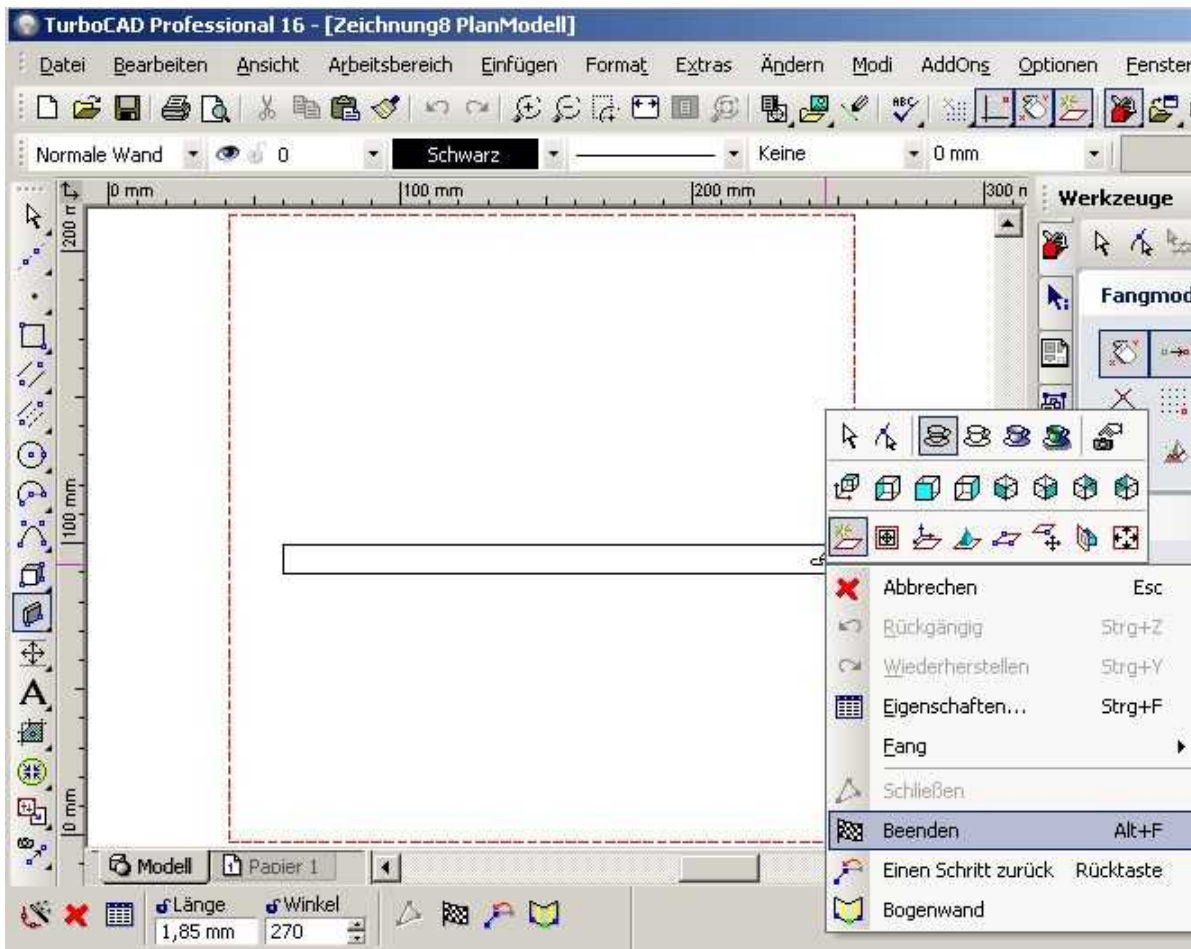 TurboCAD Professional 16 - [Zeichnung8 PlanModell]
Datei Bearbeiten Ansicht Arbeitsbereich Einfügen Format Extras Ändern Modi AddOns Optionen Fenster
ABC
Normale Wand 0 Schwarz Keine 0 mm
0 mm 100 mm 200 mm 300 n
Werkzeuge
200 m
Fangmod
100 mm
Abbrechen Esc
Rückgängig Strg+Z
Wiederherstellen Strg+Y
Eigenschaften... Strg+F
Fang
Schließen
0 mm
Beenden Alt+F
Modell Papier 1
Einen Schritt zurück Rücktaste
Bogenwand
Länge Winkel
1,85 mm 270
A